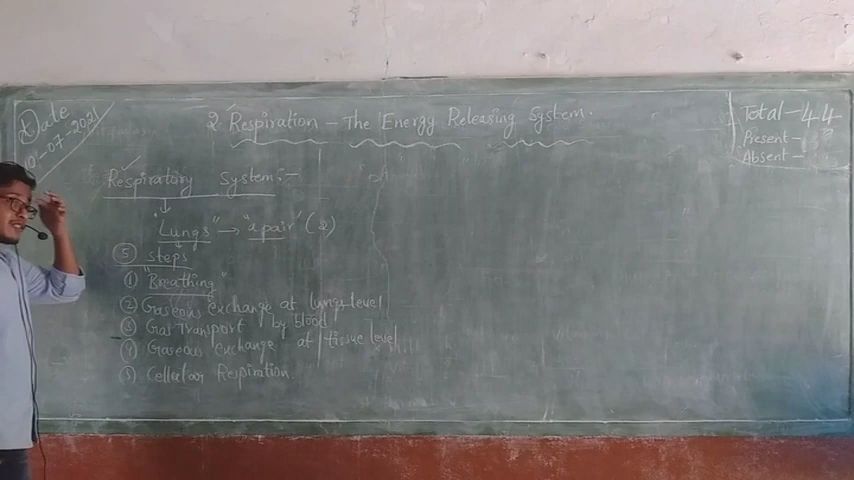 Date
10-07-2021
2. Respiration - The Energy Releasing System.
Total - 44
Present -
Absent -
Respiratory System :-
"Lungs" → "a pair" (2)
⑤ steps
① "Breathing"
② Gaseous exchange at lungs level
③ Gas Transport by blood
④ Gaseous exchange at tissue level
⑤ Cellular Respiration.